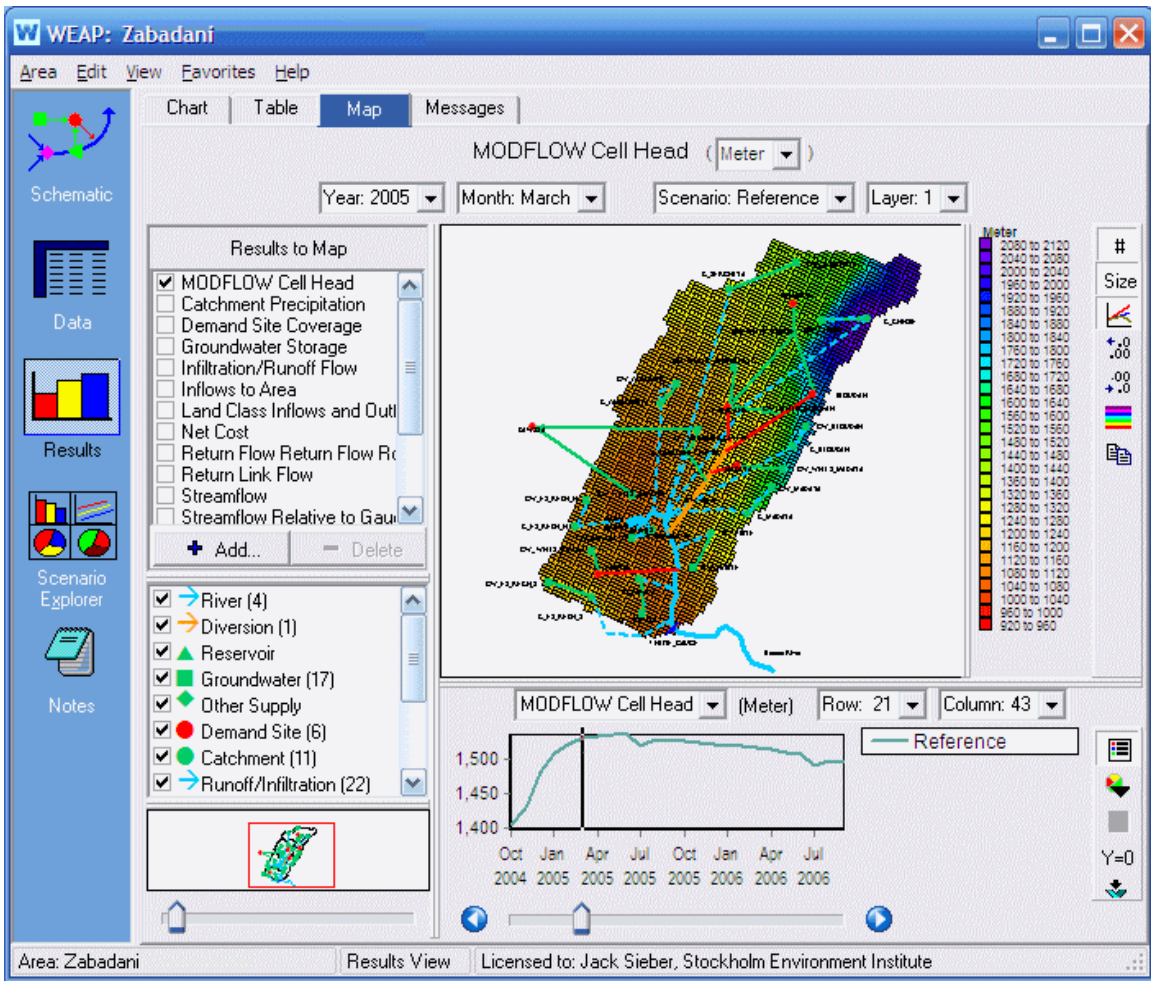 WEAP: Zabadani
Area Edit View Favorites Help
Chart Table Map Messages
MODFLOW Cell Head ( Meter )
Year: 2005 Month: March Scenario: Reference Layer: 1
Schematic
Data
Results
Scenario
Explorer
Notes
Results to Map
MODFLOW Cell Head
Catchment Precipitation
Demand Site Coverage
Groundwater Storage
Infiltration/Runoff Flow
Inflows to Area
Land Class Inflows and Outl
Net Cost
Return Flow Return Flow Ro
Return Link Flow
Streamflow
Streamflow Relative to Gau
Add... Delete
River (4)
Diversion (1)
Reservoir
Groundwater (17)
Other Supply
Demand Site (6)
Catchment (11)
Runoff/Infiltration (22)
Meter
2080 to 2120
2040 to 2080
2000 to 2040
1960 to 2000
1920 to 1960
1880 to 1920
1840 to 1880
1800 to 1840
1760 to 1800
1720 to 1760
1680 to 1720
1640 to 1680
1600 to 1640
1560 to 1600
1520 to 1560
1480 to 1520
1440 to 1480
1400 to 1440
1360 to 1400
1320 to 1360
1280 to 1320
1240 to 1280
1200 to 1240
1160 to 1200
1120 to 1160
1080 to 1120
1040 to 1080
1000 to 1040
960 to 1000
920 to 960
#
Size
.0
.00
.00
.0
MODFLOW Cell Head (Meter) Row: 21 Column: 43
Reference
1,500
1,450
1,400
Oct Jan Apr Jul Oct Jan Apr Jul
2004 2005 2005 2005 2005 2006 2006 2006
Y=0
Area: Zabadani Results View Licensed to: Jack Sieber, Stockholm Environment Institute